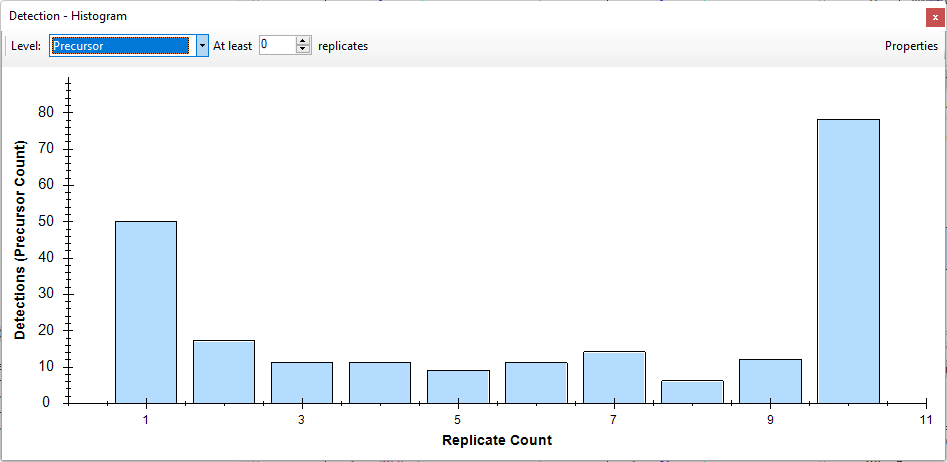 Detection - Histogram
x
Level: Precursor At least 0 replicates Properties
Detections (Precursor Count)
80
70
60
50
40
30
20
10
0
1 3 5 7 9 11
Replicate Count